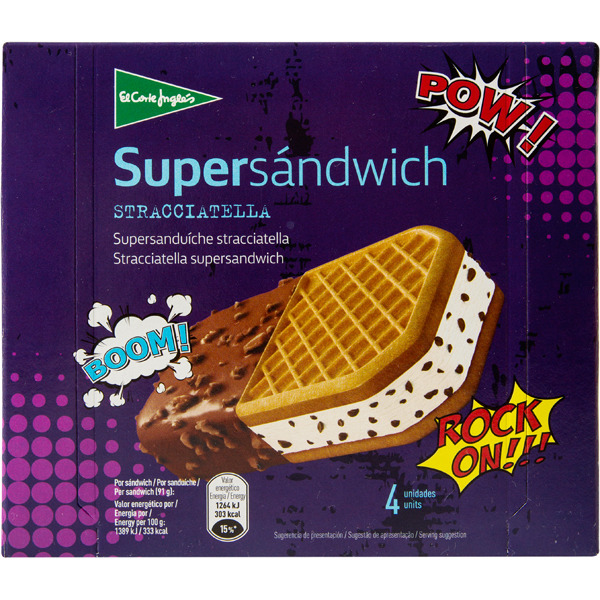 El Corte Inglés
POW!
Supersándwich
STRACCIATELLA
Supersanduíche stracciatella
Stracciatella supersandwich
BOOM!
ROCK
ON!!!
Por sándwich / Por sanduiche /
Per sandwich (91 g):
Valor energético por /
Energia por /
Energy per 100 g:
1389 kJ / 333 kcal
Valor
energético
Energia / Energy
1264 kJ
303 kcal
15%*
4 unidades
units
Sugerencia de presentación / Sugestão de apresentação / Serving suggestion